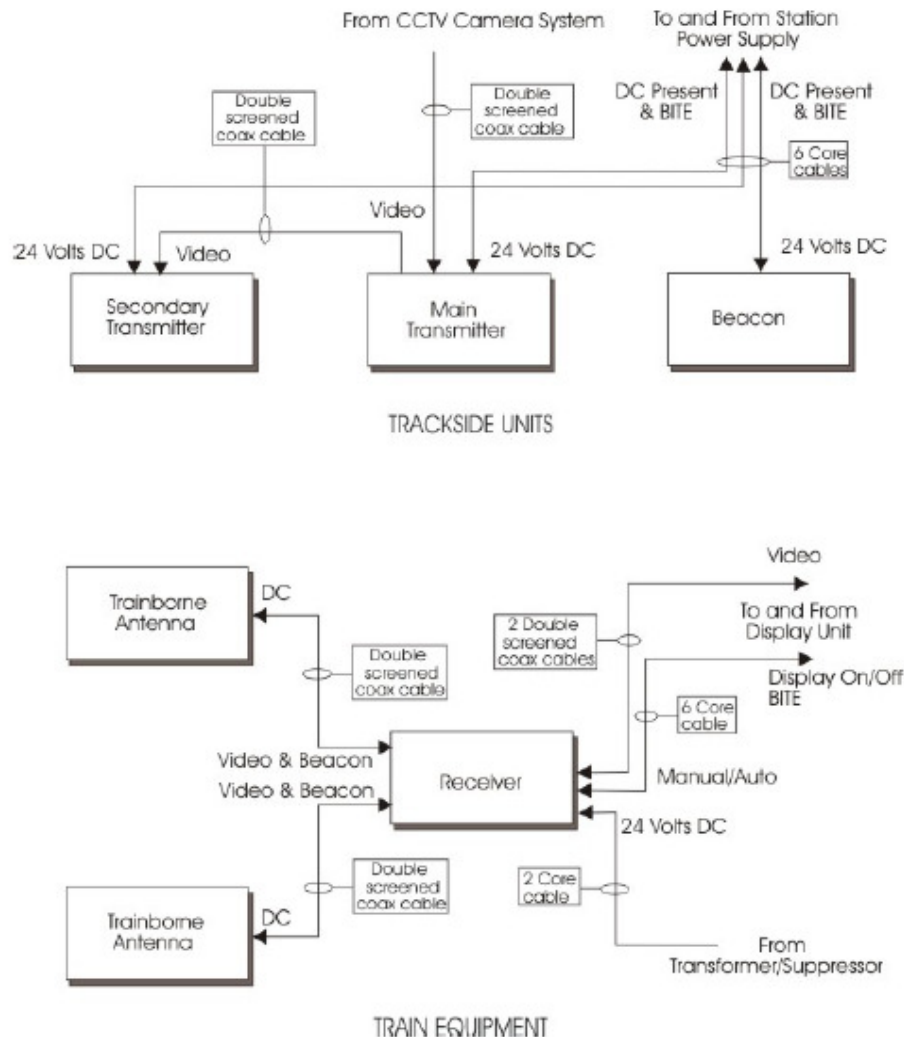 From CCTV Camera System
To and From Station
Power Supply
Double
screened
coax cable
Double
screened
coax cable
DC Present
& BITE
DC Present
& BITE
6 Core
cables
Video
24 Volts DC
Video
24 Volts DC
24 Volts DC
Secondary
Transmitter
Main
Transmitter
Beacon
TRACKSIDE UNITS
Trainborne
Antenna
DC
Double
screened
coax cable
2 Double
screened
coax cables
Video
To and From
Display Unit
Display On/Off
BITE
6 Core
cable
Video & Beacon
Video & Beacon
Receiver
Manual/Auto
24 Volts DC
Double
screened
coax cable
2 Core
cable
Trainborne
Antenna
DC
From
Transformer/Suppressor
TRAIN EQUIPMENT